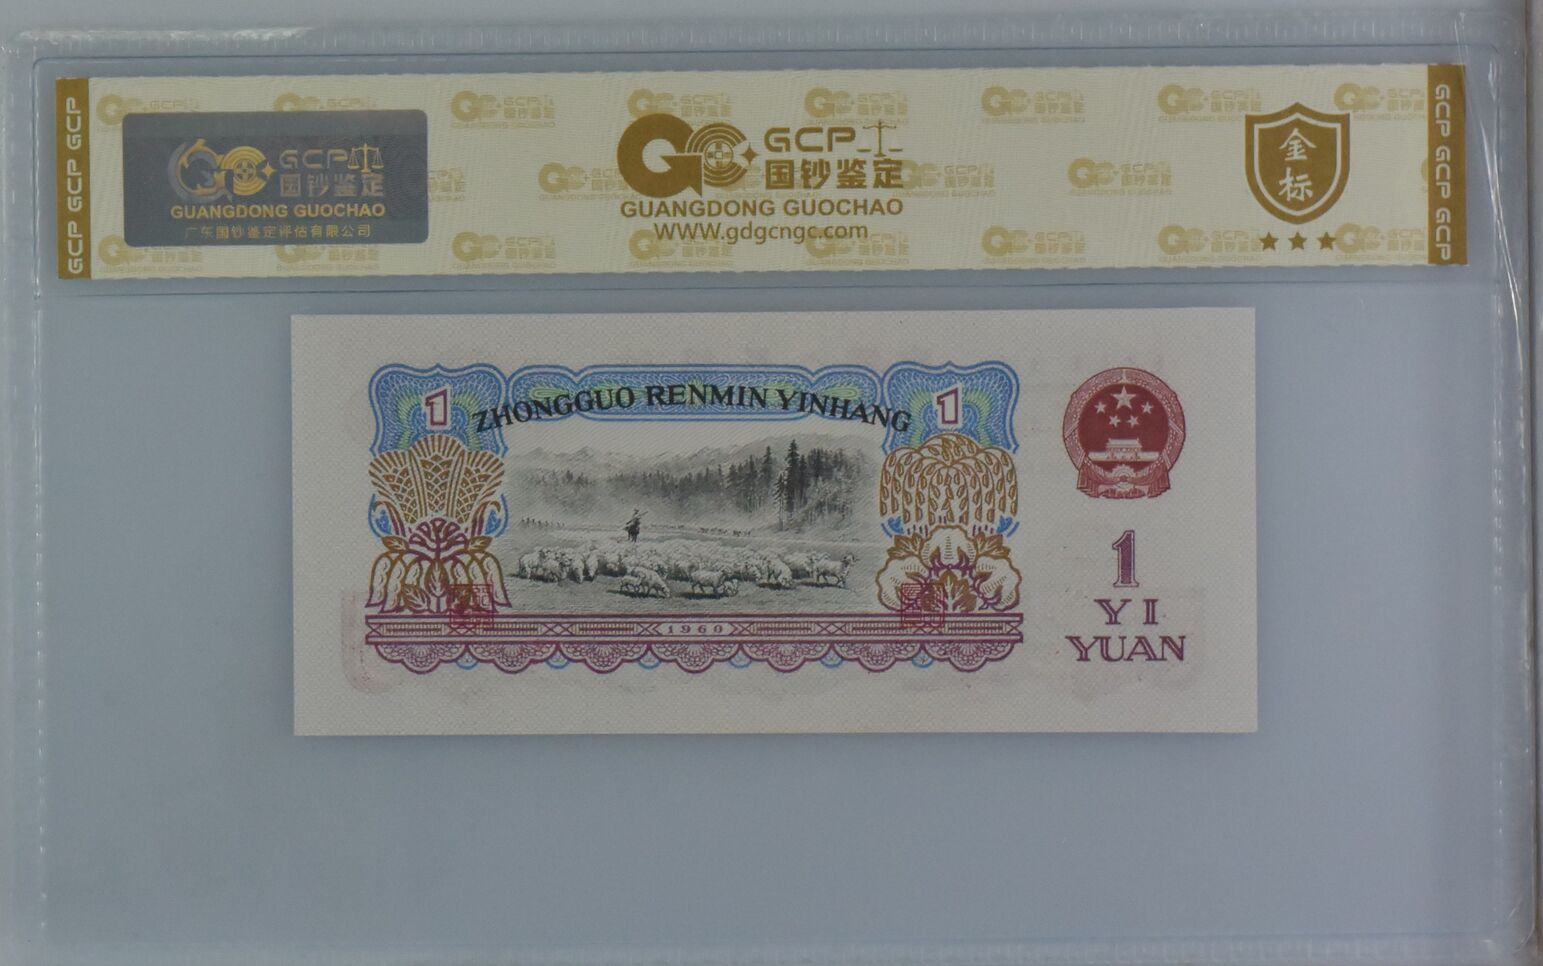 GCP GCP GCP
GCP
国钞鉴定
GUANGDONG GUOCHAO
广东国钞鉴定评估有限公司
GCP
国钞鉴定
GUANGDONG GUOCHAO
WWW.gdgcngc.com
金
标
GCP GCP GCP
1
ZHONGGUO RENMIN YINHANG
1
1
YI
YUAN
1960